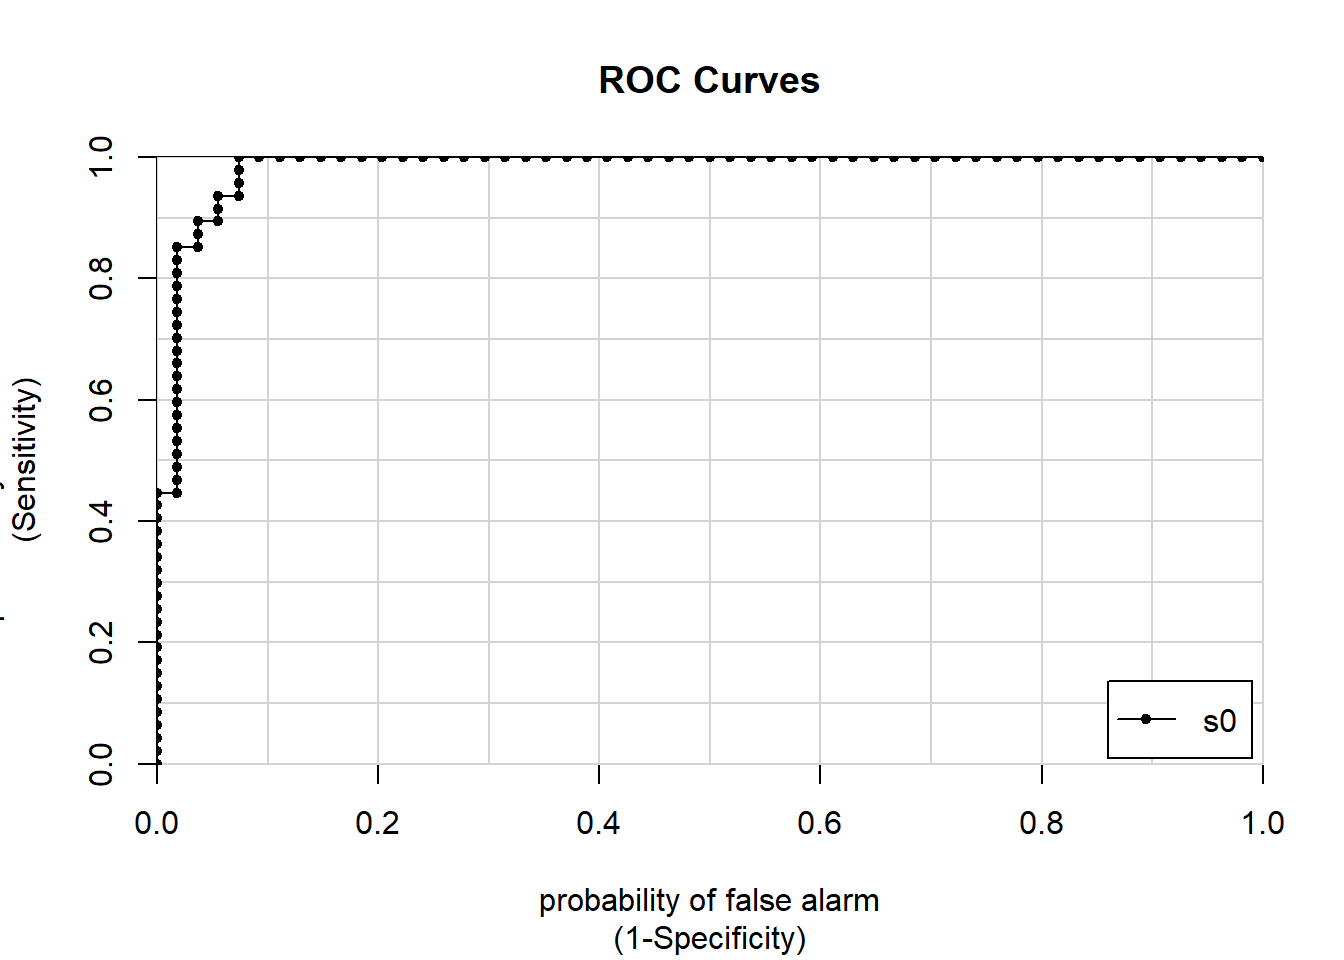 ROC Curves
(Sensitivity)
1.0
0.8
0.6
0.4
0.2
0.0
0.0 0.2 0.4 0.6 0.8 1.0
s0
probability of false alarm
(1-Specificity)